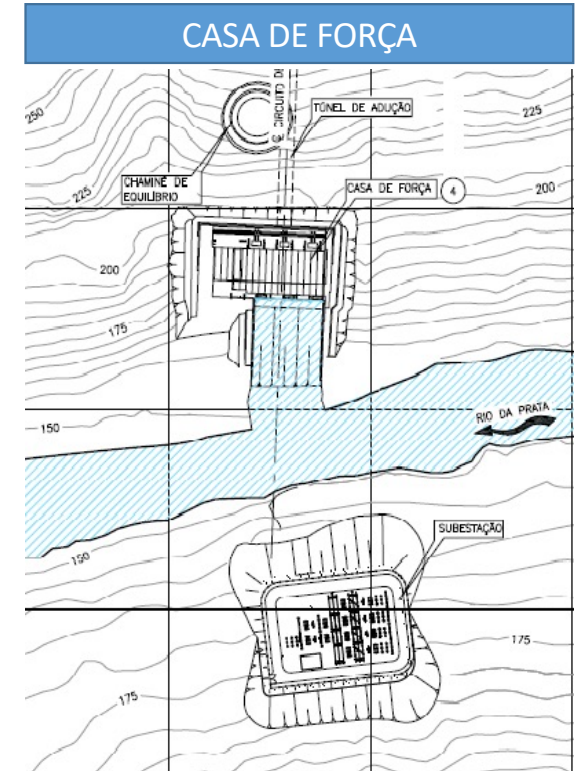 CASA DE FORÇA
CIRCUITO
TÚNEL DE ADUÇÃO
250
225
CHAMINÉ DE
EQUILÍBRIO
CASA DE FORÇA 4
225
200
200
175
RIO DA PRATA
150
150
SUBESTAÇÃO
175
175